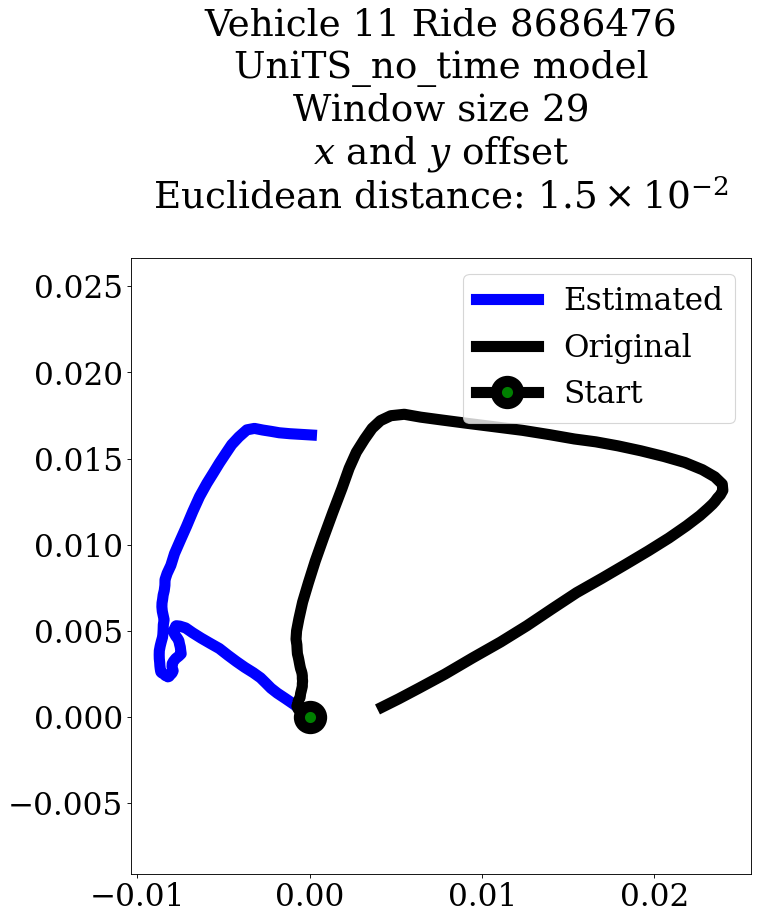 Vehicle 11 Ride 8686476
UniTS_no_time model
Window size 29
x and y offset
Euclidean distance: 1.5 × 10⁻²
Estimated
Original
Start
0.025
0.020
0.015
0.010
0.005
0.000
−0.005
−0.01 0.00 0.01 0.02